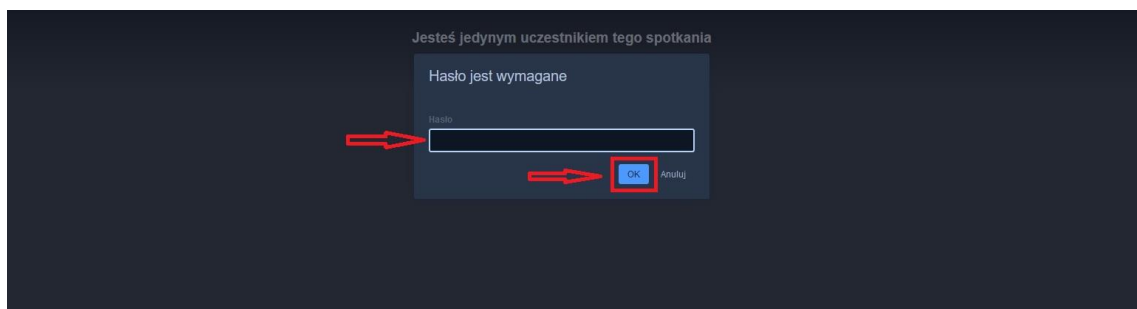 Jesteś jedynym uczestnikiem tego spotkania
Hasło jest wymagane
Hasło
OK Anuluj